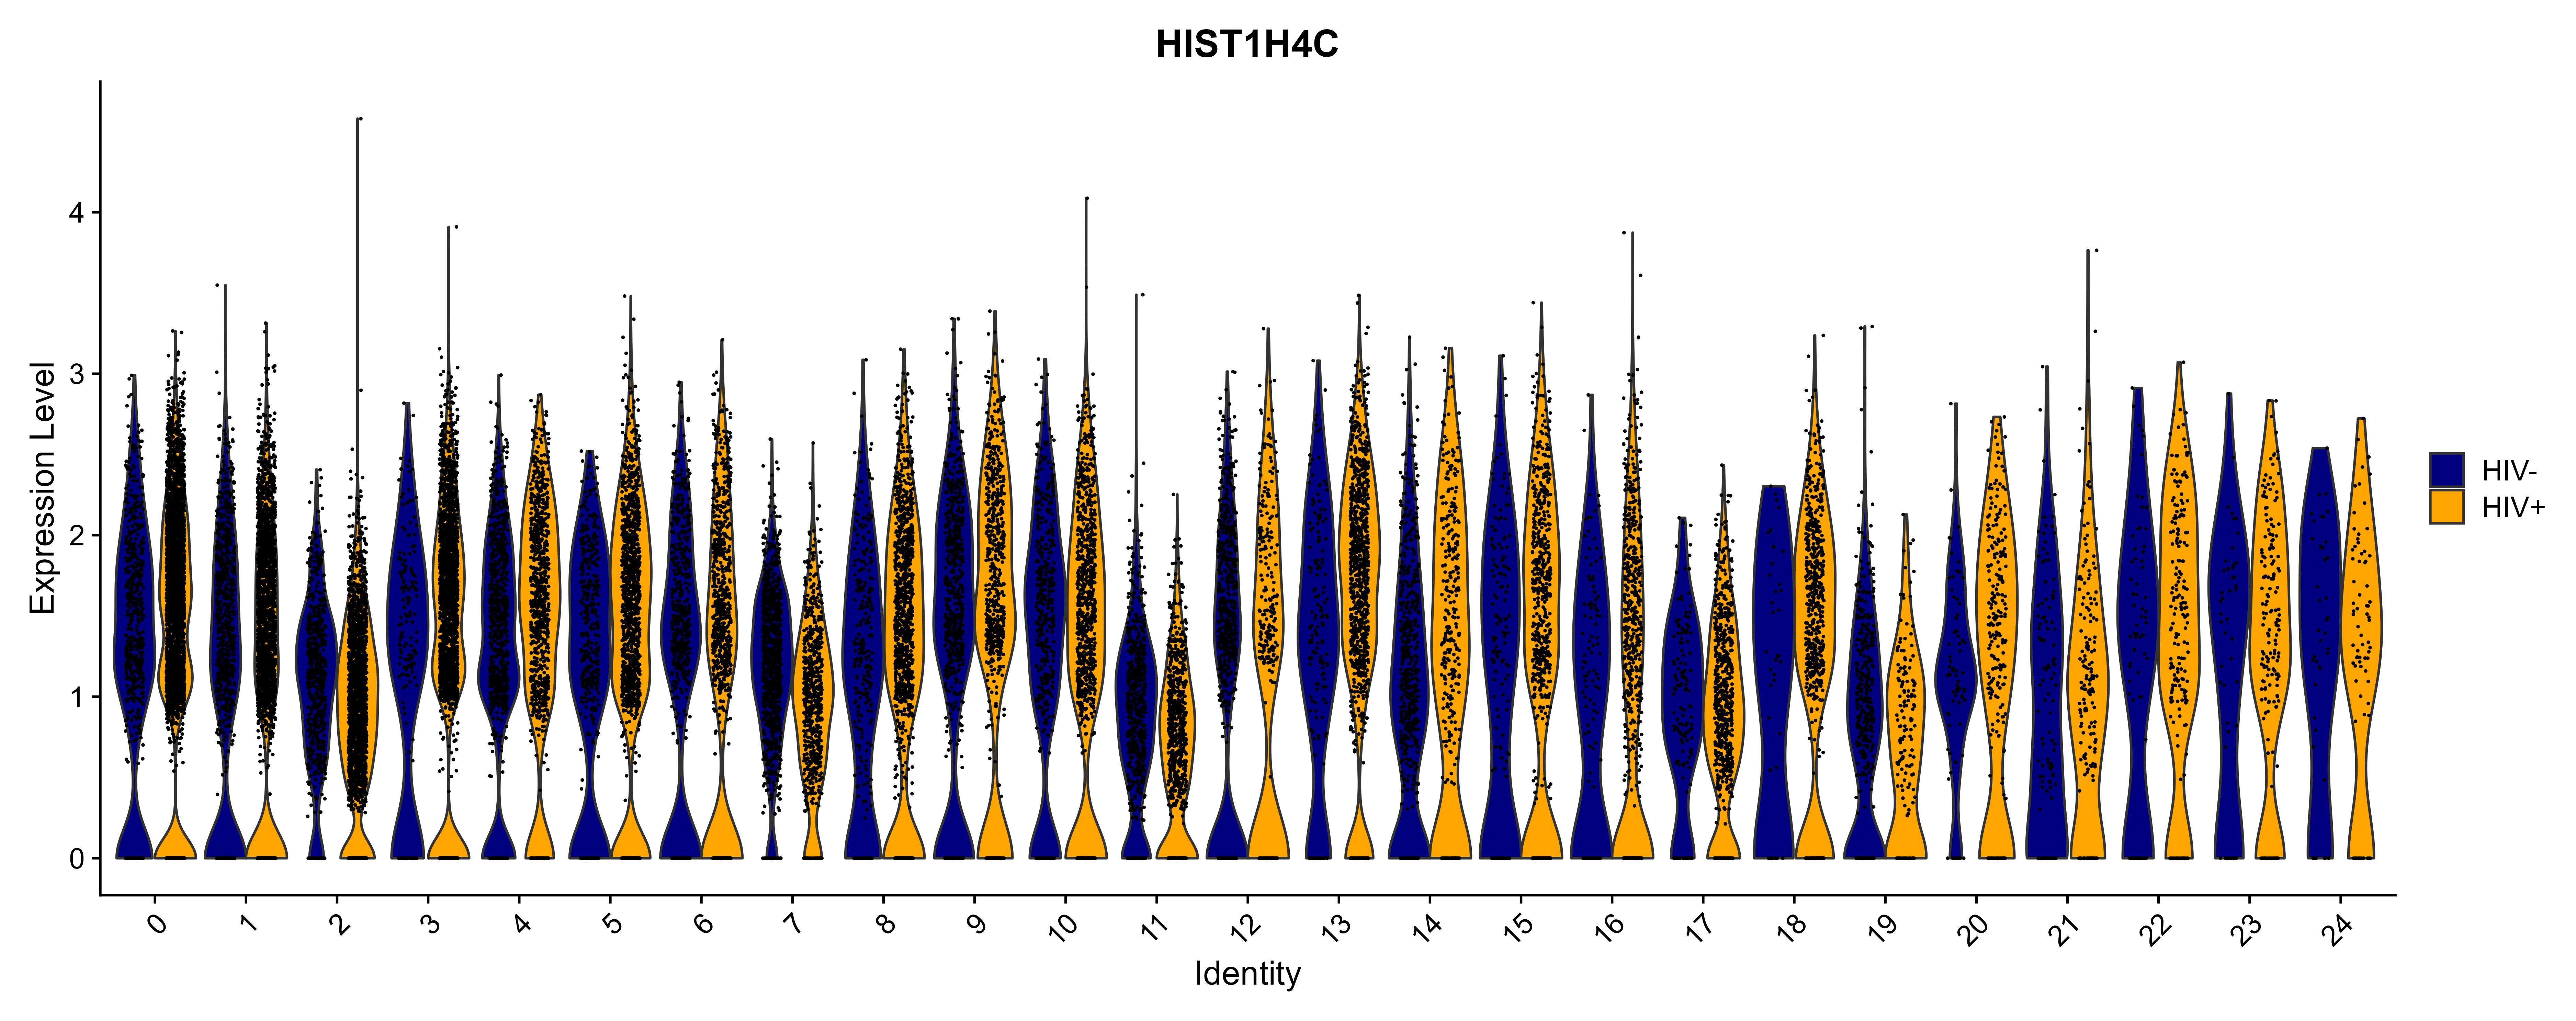 HIST1H4C
Expression Level
4
3
2
1
0
0 1 2 3 4 5 6 7 8 9 10 11 12 13 14 15 16 17 18 19 20 21 22 23 24
Identity
HIV-
HIV+